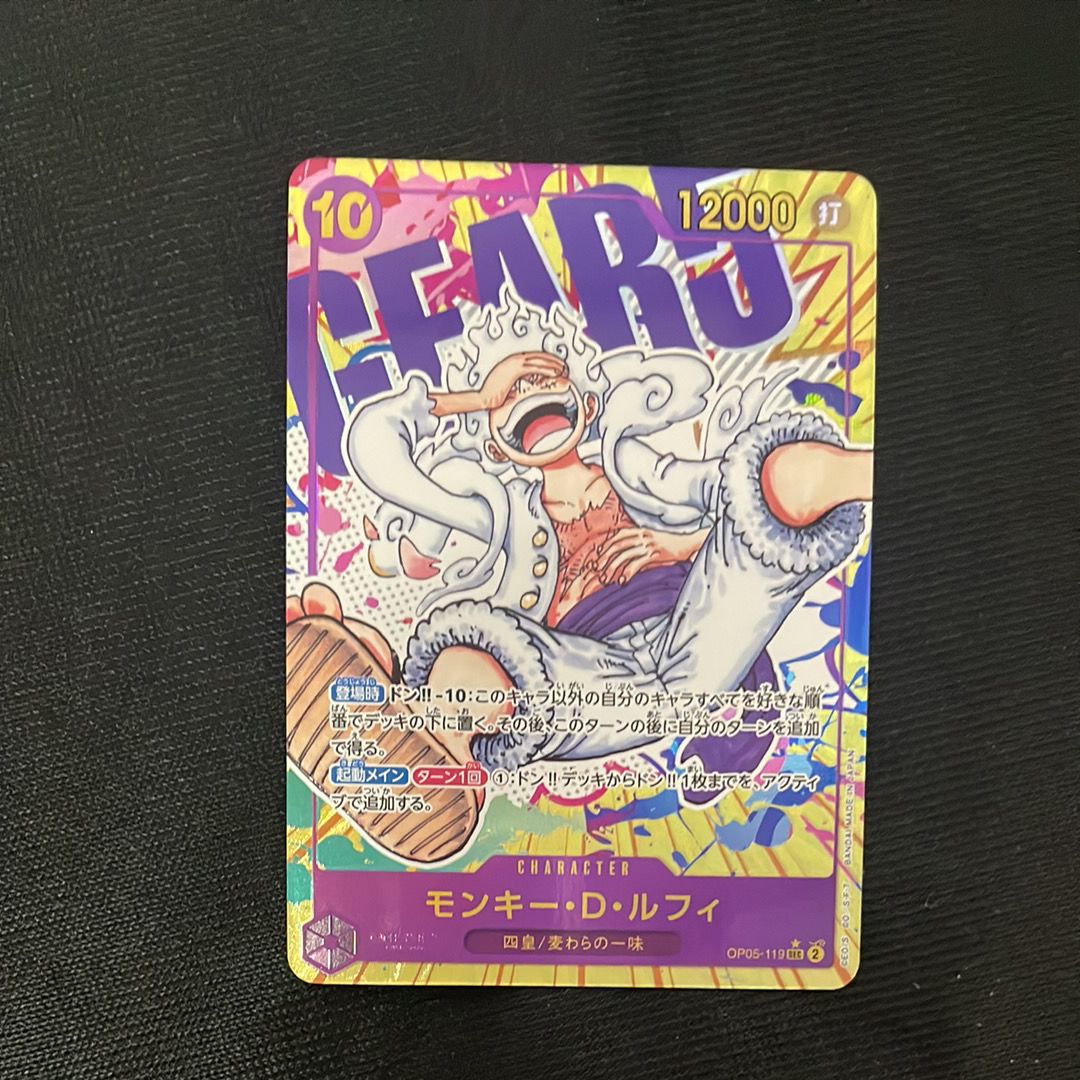 10
12000 打
GEAR5
登場時 ドン!!-10:このキャラ以外の自分のキャラすべてを好きな順
番でデッキの下に置く。その後、このターンの後に自分のターンを追加
で得る。
起動メイン ターン1回 ①:ドン!!デッキからドン!!1枚までを、アクティ
ブで追加する。
CHARACTER
モンキー・D・ルフィ
四皇/麦わらの一味
OP05-119 SEC 2
BANDAI MADE IN JAPAN